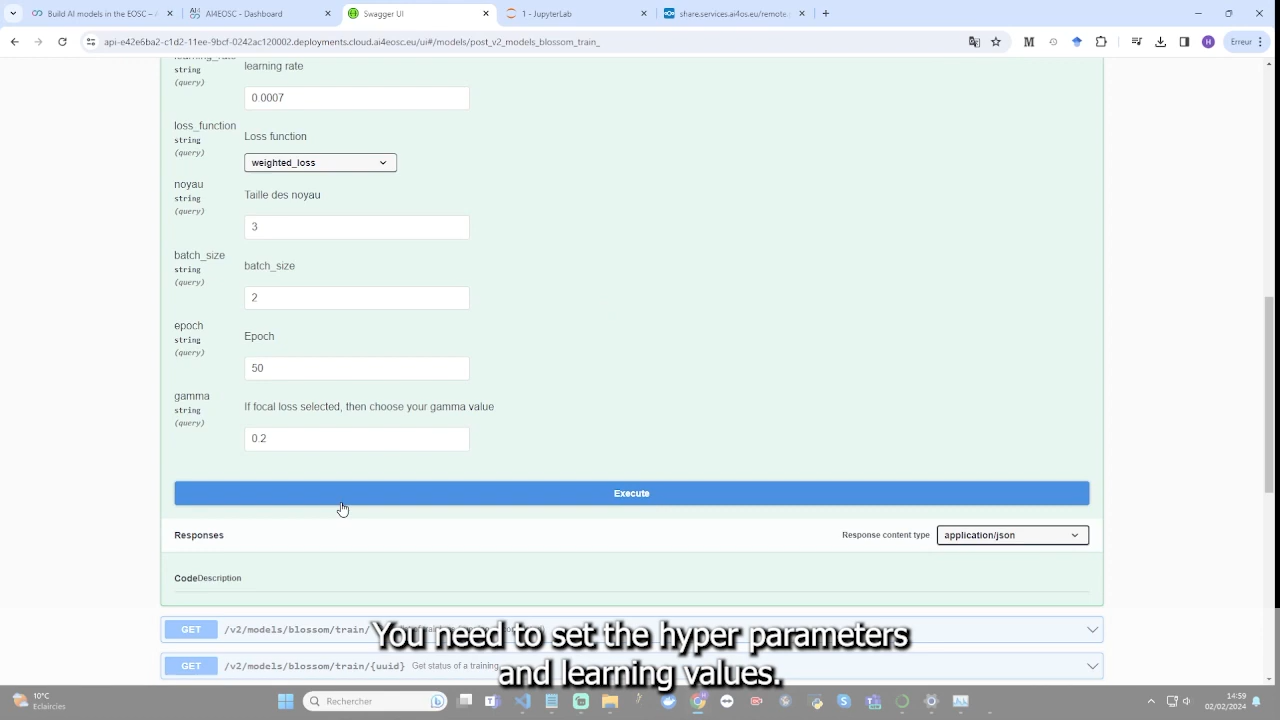 Build AI models in the EOSC –
AI4EOSC - Dashboard
Swagger UI
1 - JupyterLab
share.services.ai4os.eu/remote
api-e42e6ba2-c1d2-11ee-9bcf-0242ac120002.deployments.cloud.ai4eosc.eu/ui#/models/post_v2_models_blossom_train_
M
H
Erreur
learning_rate
learning rate
string
(query)
0.0007
loss_function
Loss function
string
(query)
weighted_loss
noyau
Taille des noyau
string
(query)
3
batch_size
batch_size
string
(query)
2
epoch
Epoch
string
(query)
50
gamma
If focal loss selected, then choose your gamma value
string
(query)
0.2
Execute
Responses
Response content type
application/json
Code Description
GET /v2/models/blossom/train/
GET /v2/models/blossom/train/{uuid} Get status of a training
You need to set the hyper parameters
and learning values.
10°C
Eclaircies
Rechercher
14:59
02/02/2024